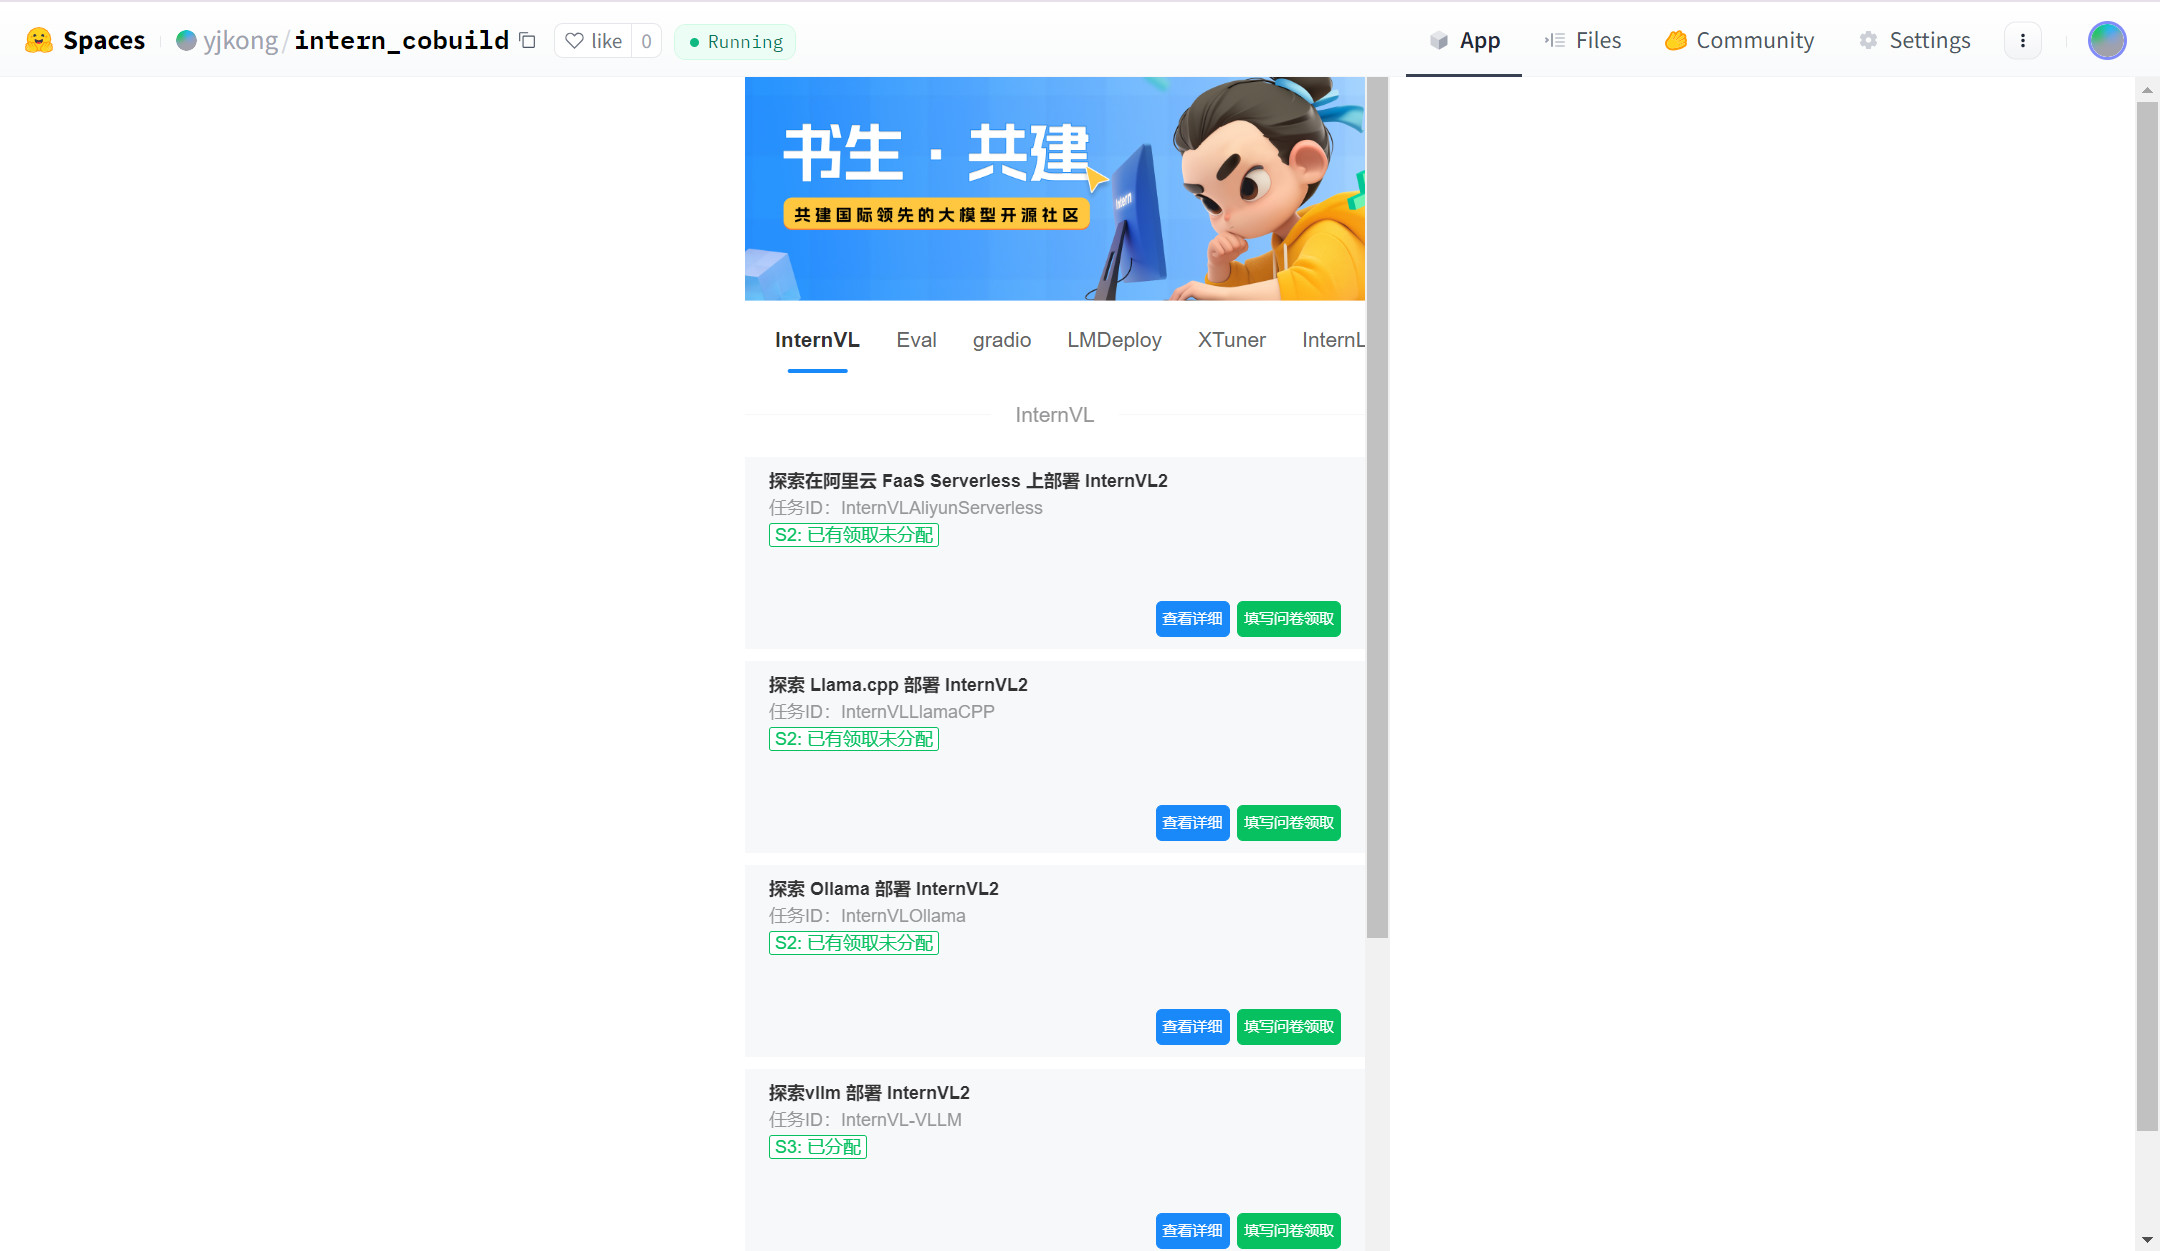 Spaces yjkong/intern_cobuild like 0 Running App Files Community Settings
书生·共建
共建国际领先的大模型开源社区
Intern
InternVL Eval gradio LMDeploy XTuner InternL
InternVL
探索在阿里云 FaaS Serverless 上部署 InternVL2
任务ID：InternVLAliyunServerless
S2: 已有领取未分配
查看详细 填写问卷领取
探索 Llama.cpp 部署 InternVL2
任务ID：InternVLLlamaCPP
S2: 已有领取未分配
查看详细 填写问卷领取
探索 Ollama 部署 InternVL2
任务ID：InternVLOllama
S2: 已有领取未分配
查看详细 填写问卷领取
探索vllm 部署 InternVL2
任务ID：InternVL-VLLM
S3: 已分配
查看详细 填写问卷领取